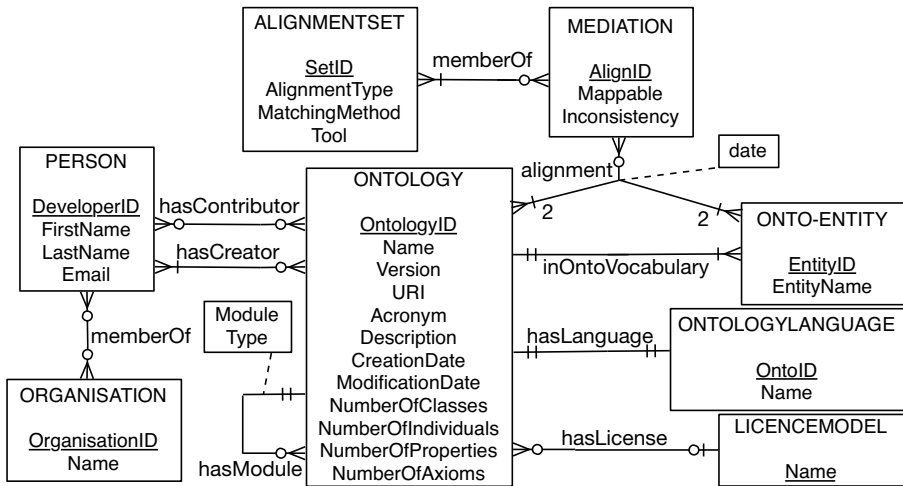 ALIGNMENTSET
SetID
AlignmentType
MatchingMethod
Tool
memberOf
MEDIATION
AlignID
Mappable
Inconsistency
date
alignment
2
2
PERSON
DeveloperID
FirstName
LastName
Email
hasContributor
hasCreator
ONTOLOGY
OntologyID
Name
Version
URI
Acronym
Description
CreationDate
ModificationDate
NumberOfClasses
NumberOfIndividuals
NumberOfProperties
NumberOfAxioms
ONTO-ENTITY
EntityID
EntityName
inOntoVocabulary
memberOf
Module
Type
hasModule
hasLanguage
ONTOLOGYLANGUAGE
OntoID
Name
ORGANISATION
OrganisationID
Name
hasLicense
LICENCEMODEL
Name